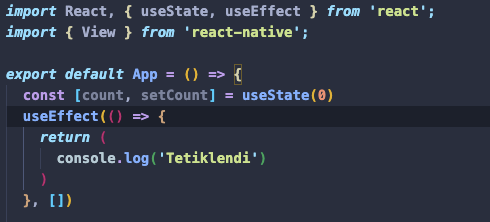 import React, { useState, useEffect } from 'react';
import { View } from 'react-native';
export default App = () => {
const [count, setCount] = useState(0)
useEffect(() => {
return (
console.log('Tetiklendi')
)
}, [])